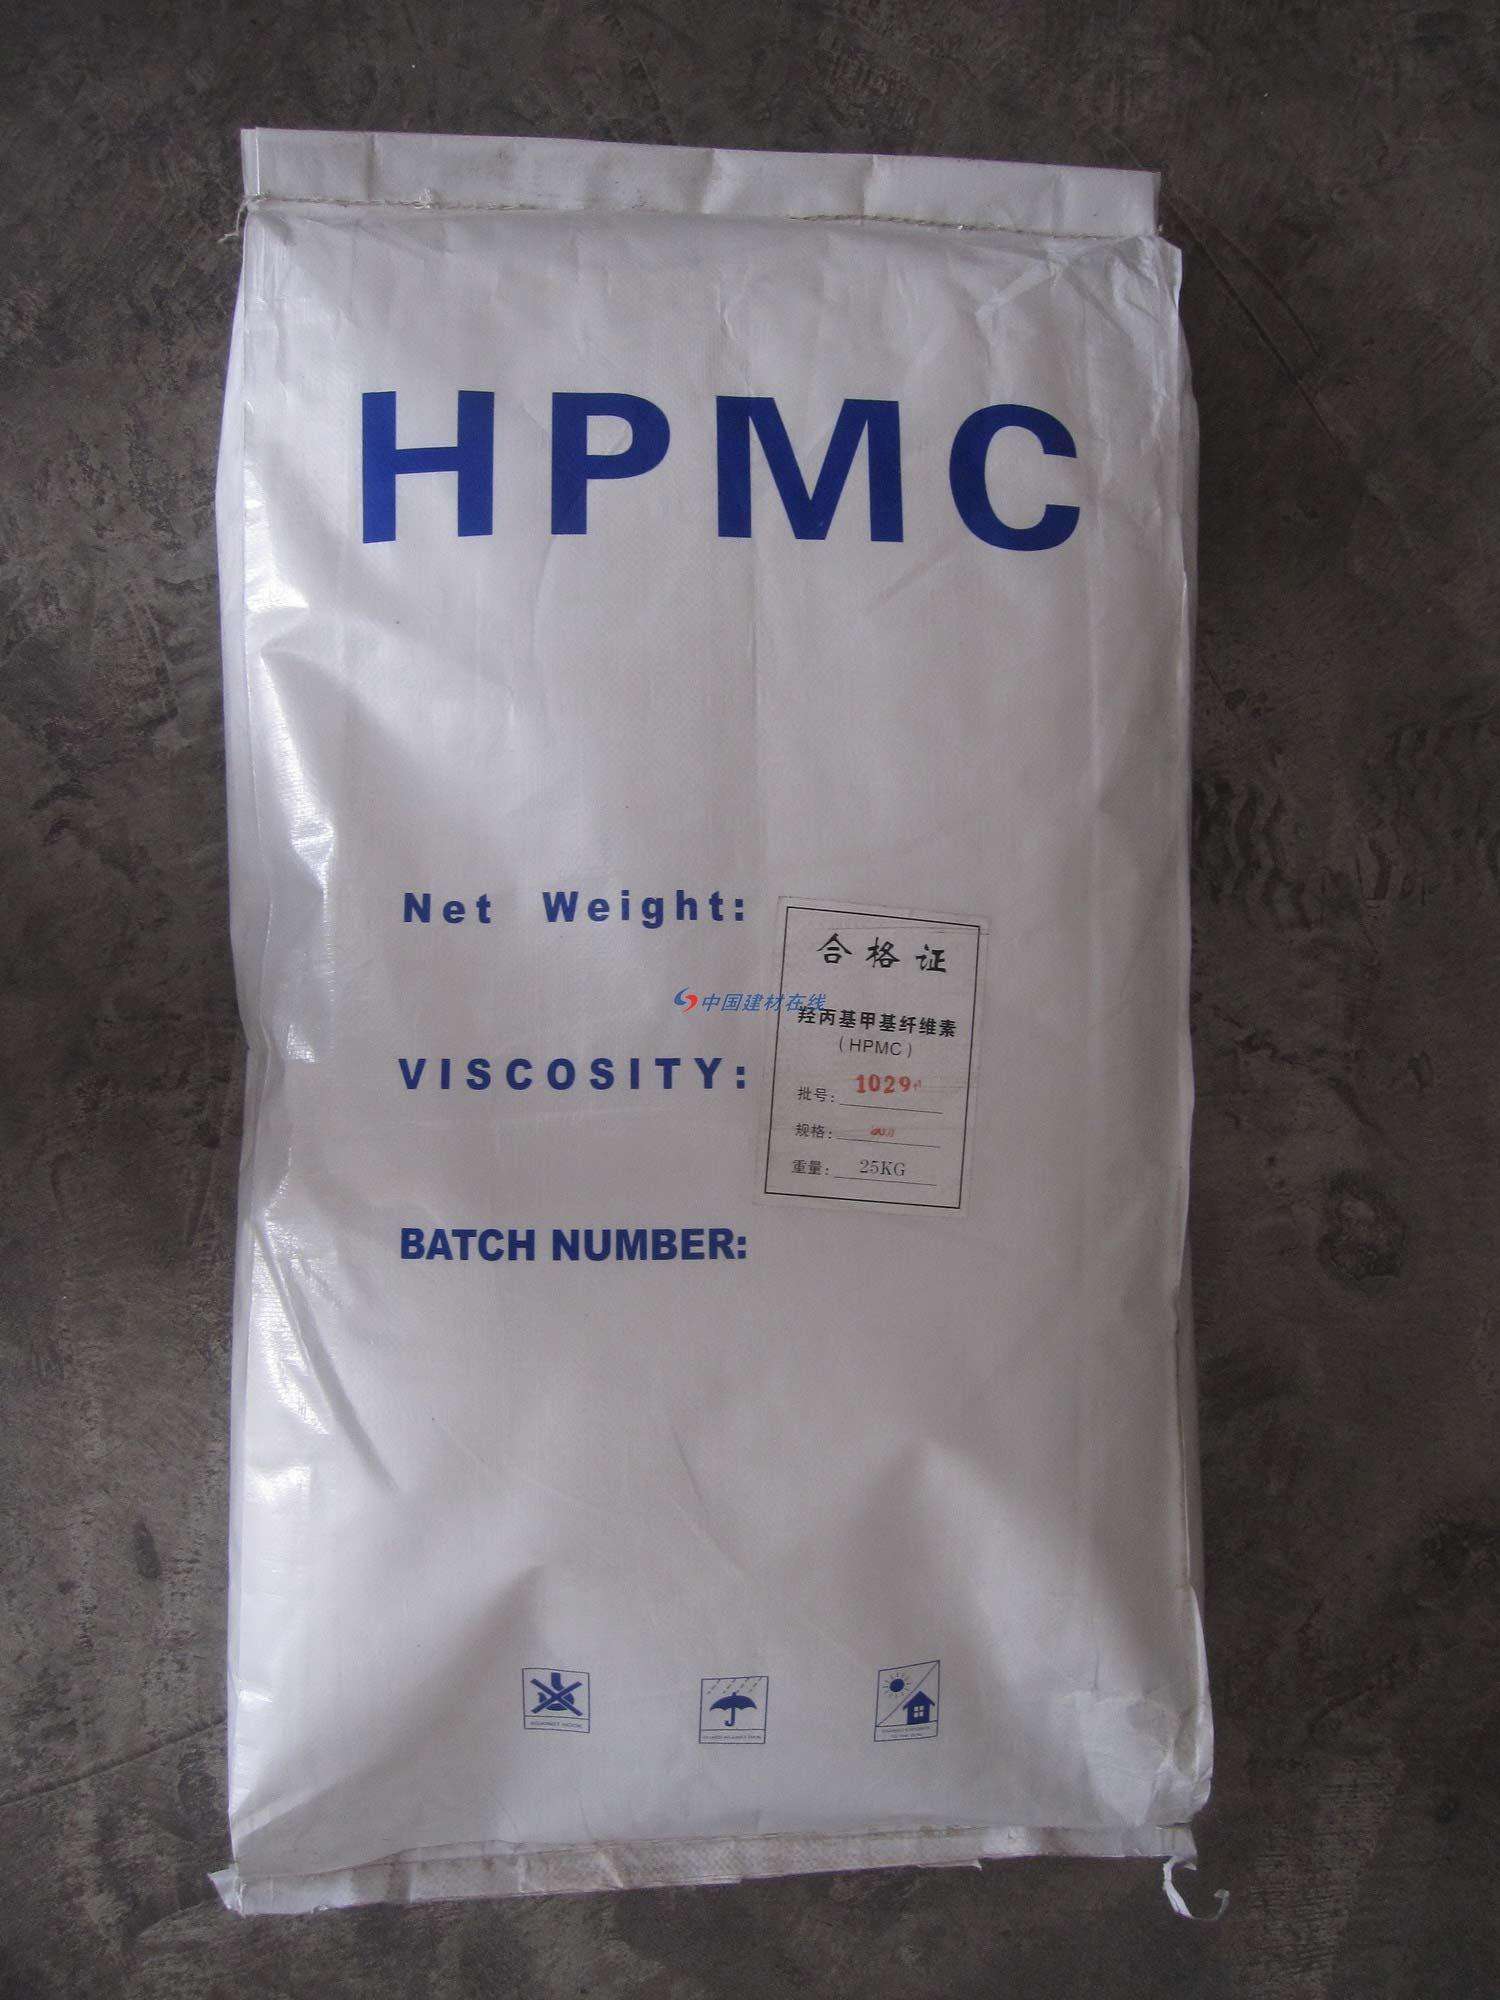 HPMC
Net Weight:
合格证
中国建材在线
羟丙基甲基纤维素
(HPMC)
VISCOSITY:
批号: 1029
规格:
重量: 25KG
BATCH NUMBER: